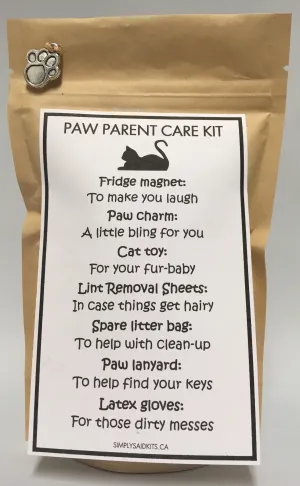 PAW PARENT CARE KIT
Fridge magnet:
To make you laugh
Paw charm:
A little bling for you
Cat toy:
For your fur-baby
Lint Removal Sheets:
In case things get hairy
Spare litter bag:
To help with clean-up
Paw lanyard:
To help find your keys
Latex gloves:
For those dirty messes
SIMPLYSAIDKITS.CA